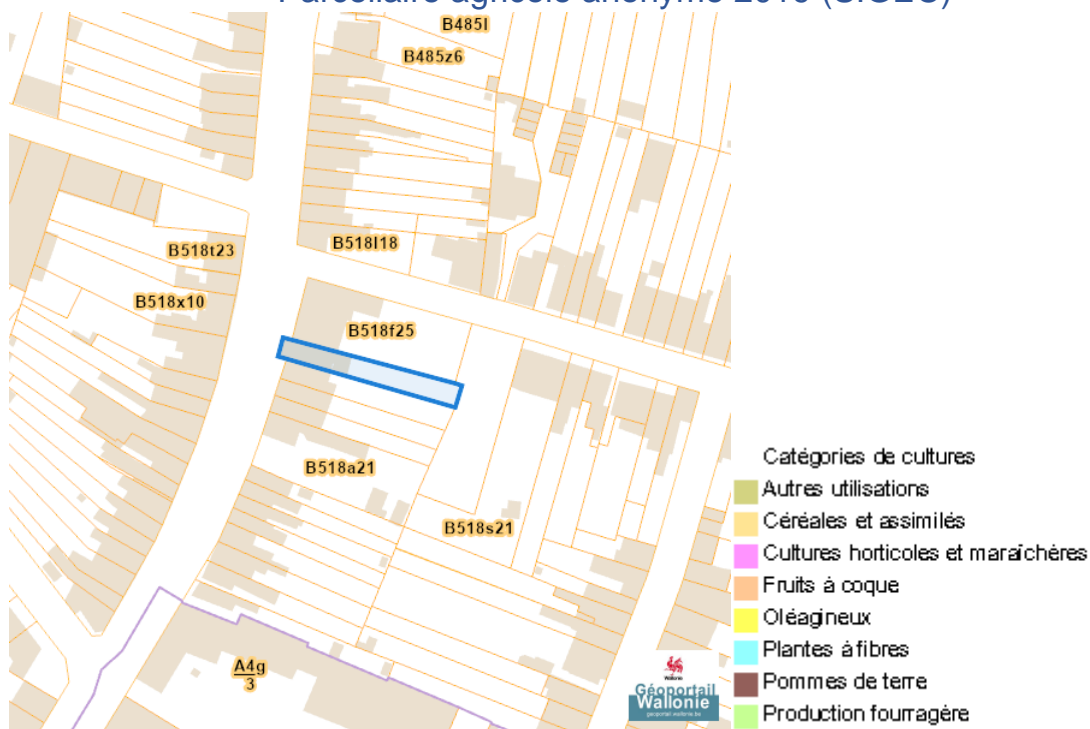 Parcellaire agricole anonyme (SIGEC)
B485l
B485z6
B518t23
B518l18
B518x10
B518f25
B518a21
B518s21
A4g
3
Wallonie
Géoportail
Wallonie
geoportail.wallonie.be
Catégories de cultures
Autres utilisations
Céréales et assimilés
Cultures horticoles et maraîchères
Fruits à coque
Oléagineux
Plantes à fibres
Pommes de terre
Production fourragère